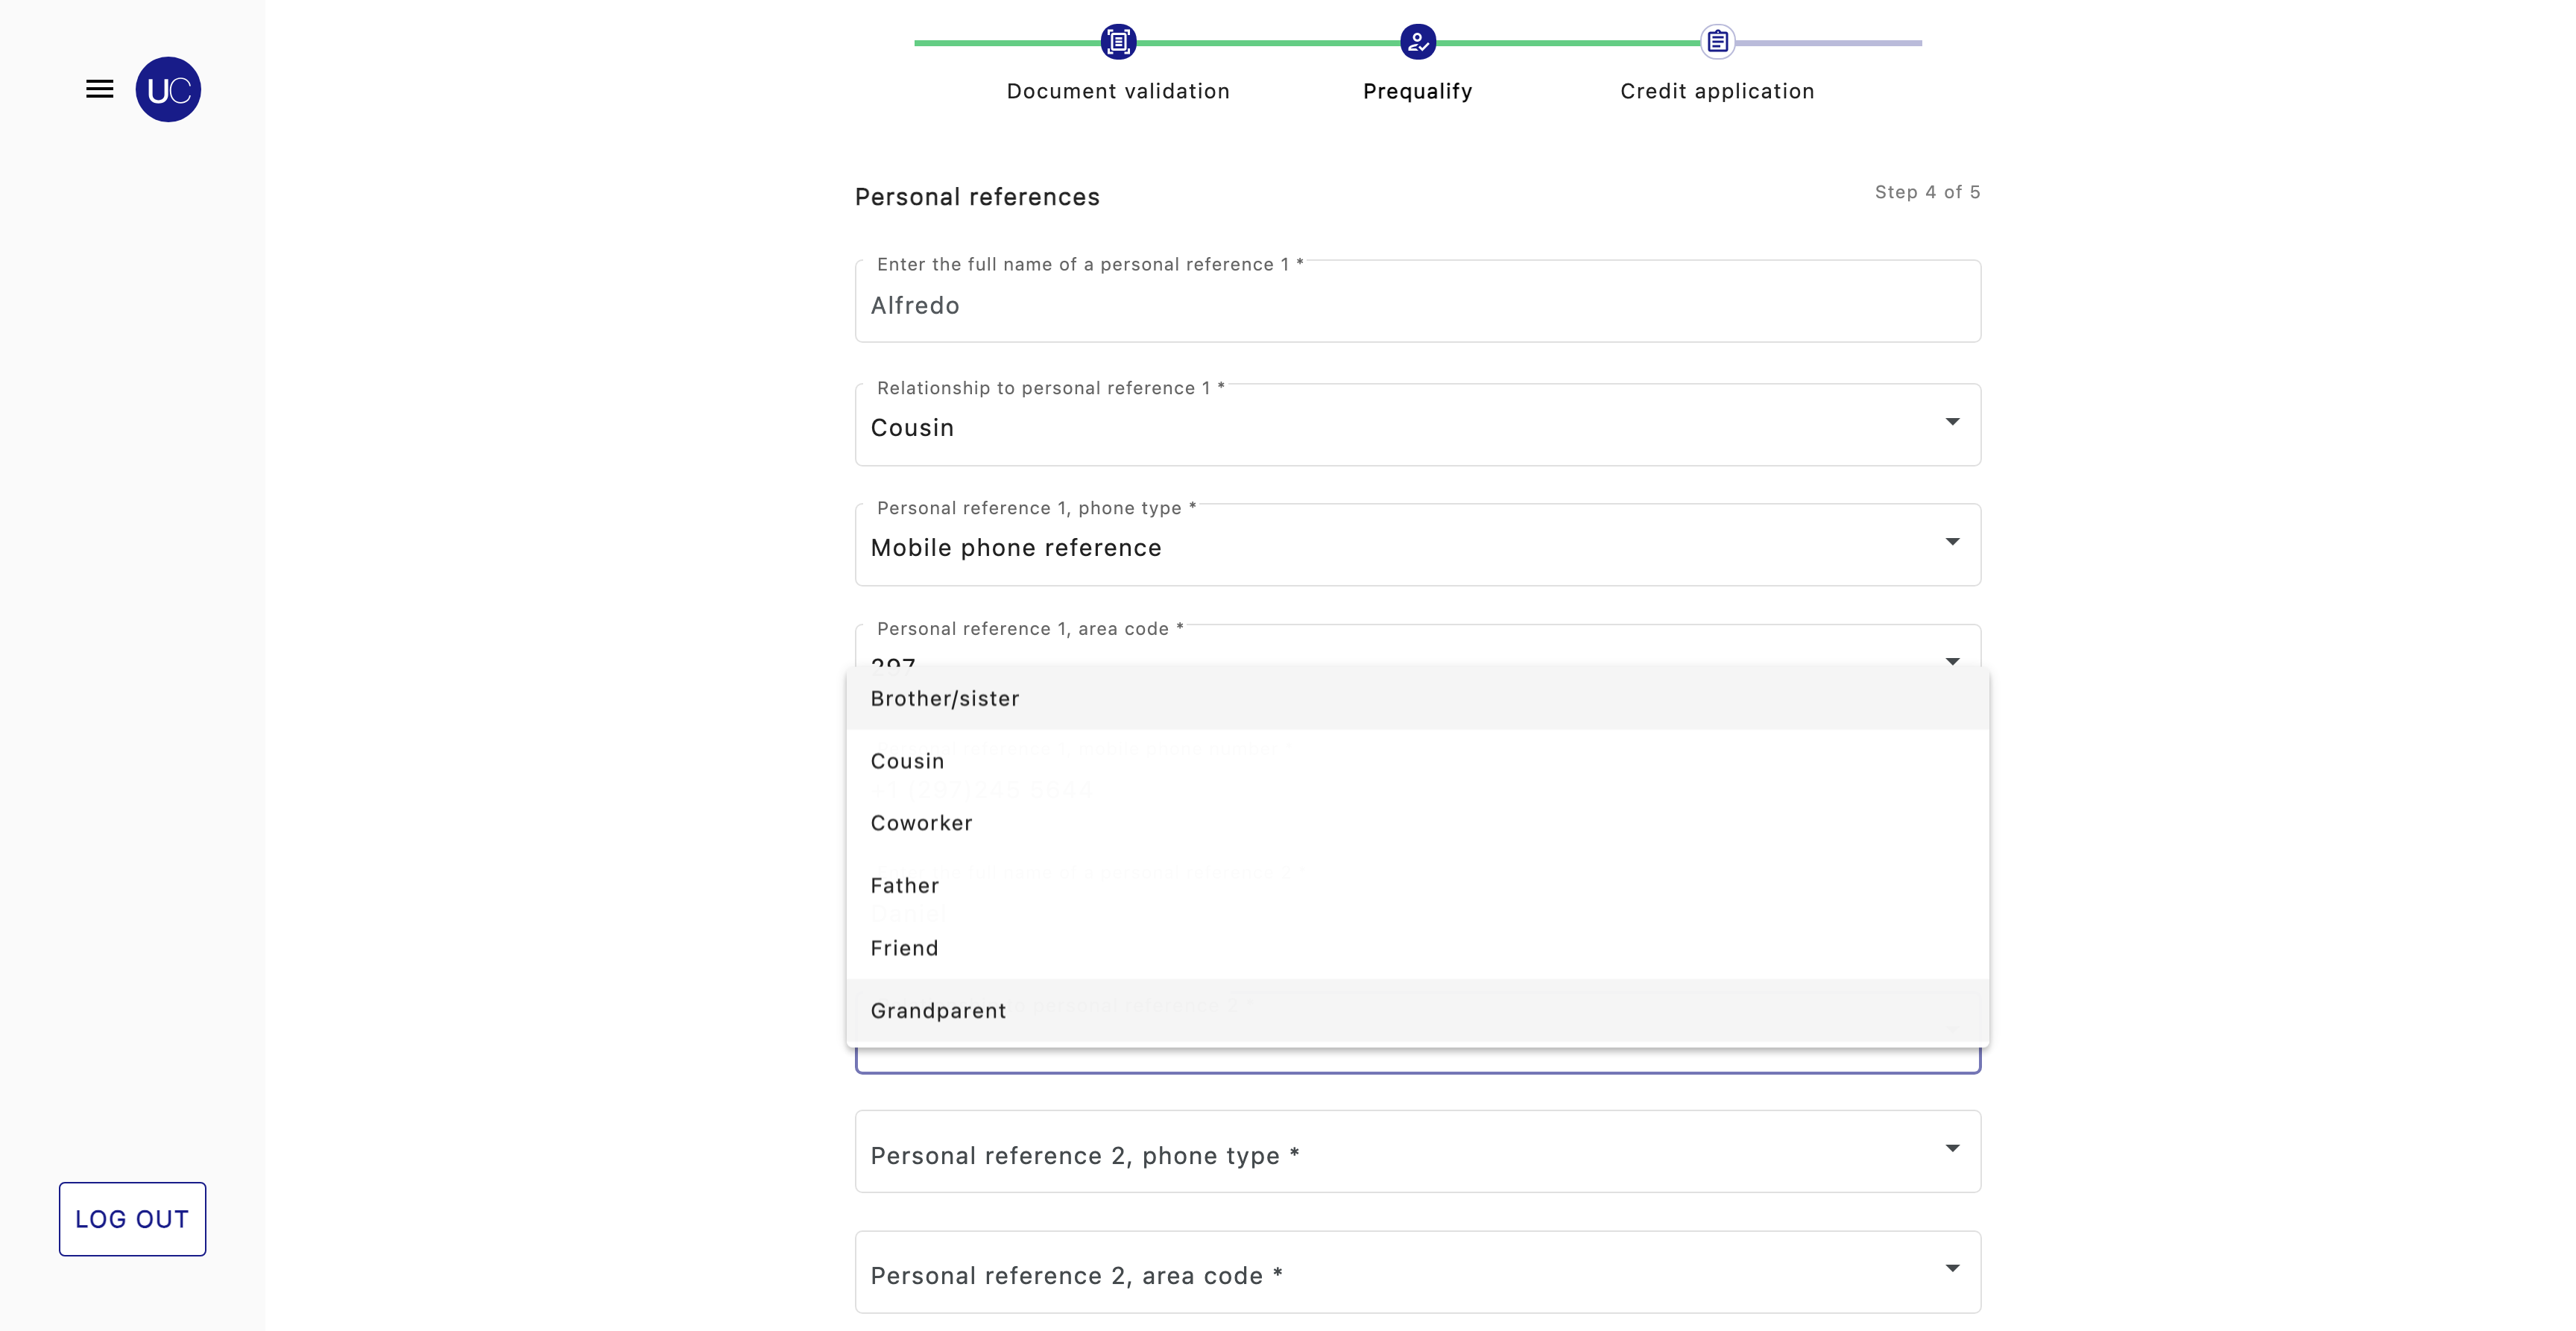 UC
Document validation
Prequalify
Credit application
Personal references
Step 4 of 5
Enter the full name of a personal reference 1 *
Alfredo
Relationship to personal reference 1 *
Cousin
Personal reference 1, phone type *
Mobile phone reference
Personal reference 1, area code *
297
Brother/sister
Cousin
Coworker
Father
Friend
Grandparent
Personal reference 2, phone type *
Personal reference 2, area code *
LOG OUT